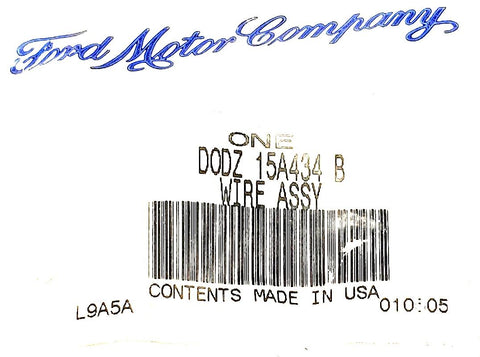 Ford Motor Company
ONE
DODZ 15A434 B
WIRE ASSY
CONTENTS MADE IN USA
L9A5A 010:05